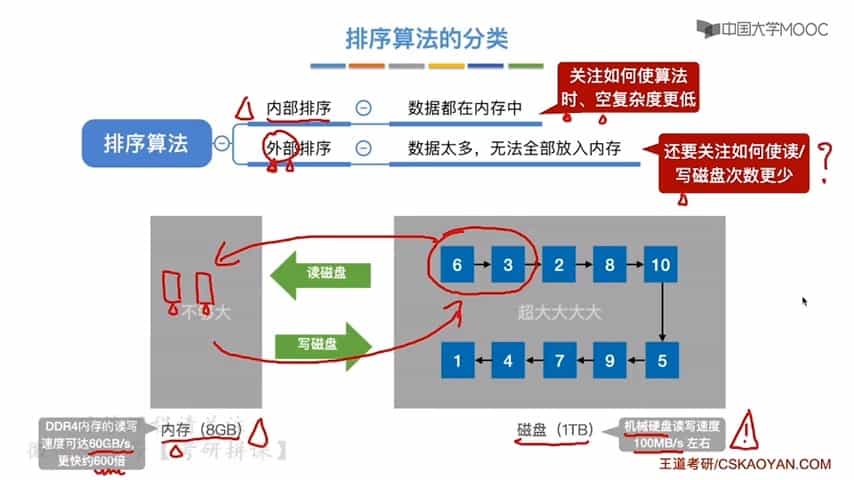 中国大学MOOC
排序算法的分类
排序算法
内部排序
数据都在内存中
关注如何使算法
时、空复杂度更低
外部排序
数据太多，无法全部放入内存
还要关注如何使读/
写磁盘次数更少
?
读磁盘
写磁盘
不够大
超大大大大
6 3 2 8 10
1 4 7 9 5
DDR4内存的读写
速度可达60GB/s，
更快约600倍
内存（8GB）
磁盘（1TB）
机械硬盘读写速度
100MB/s 左右
!
【考研拼课】
王道考研/CSKAOYAN.COM